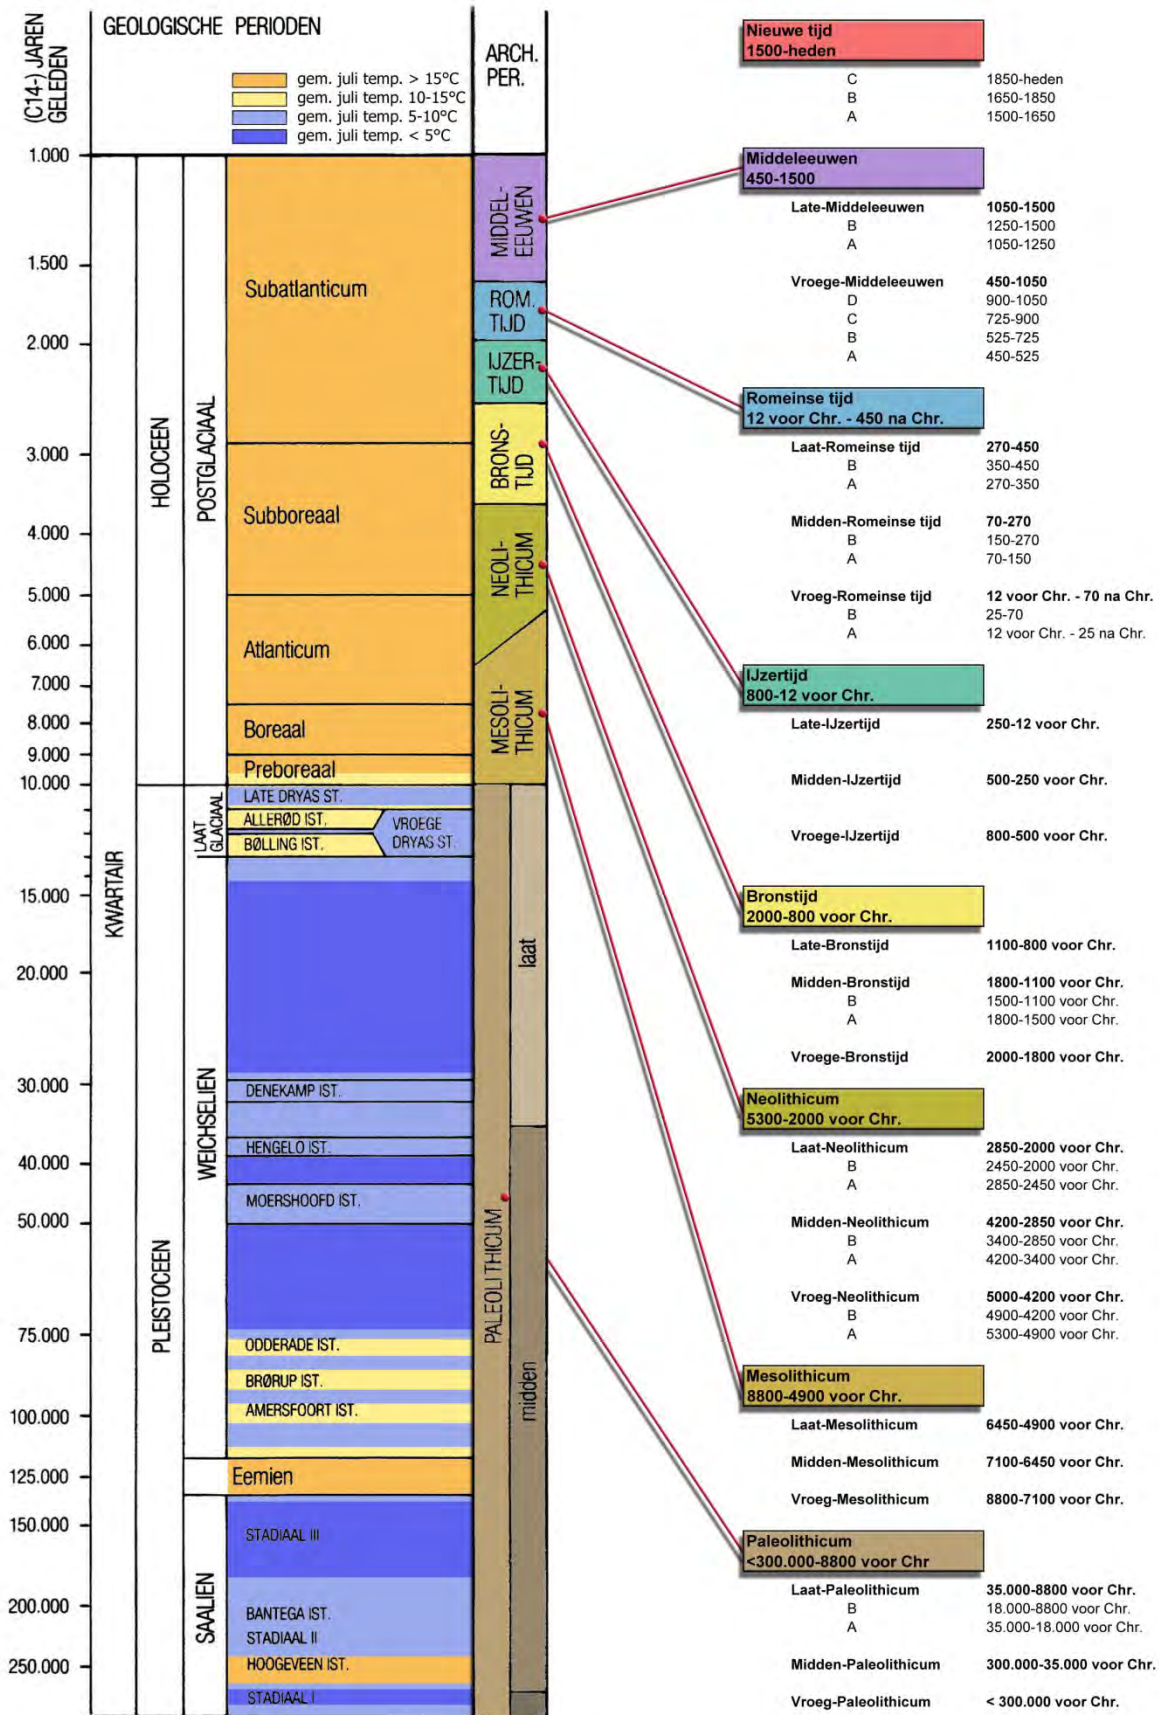 (C14-) JAREN
GELEDEN
GEOLOGISCHE PERIODEN
gem. juli temp. > 15°C
gem. juli temp. 10-15°C
gem. juli temp. 5-10°C
gem. juli temp. < 5°C
ARCH.
PER.
1.000
1.500
2.000
3.000
4.000
5.000
6.000
7.000
8.000
9.000
10.000
15.000
20.000
30.000
40.000
50.000
75.000
100.000
125.000
150.000
200.000
250.000
KWARTAIR
HOLOCEEN
PLEISTOCEEN
POSTGLACIAAL
LAAT
GLACIAAL
WEICHSELIEN
SAALIEN
Subatlanticum
Subboreaal
Atlanticum
Boreaal
Preboreaal
LATE DRYAS ST.
ALLERØD IST.
VROEGE
DRYAS ST.
BØLLING IST.
DENEKAMP IST.
HENGELO IST.
MOERSHOOFD IST.
ODDERADE IST.
BRØRUP IST.
AMERSFOORT IST.
Eemien
STADIAAL III
BANTEGA IST.
STADIAAL II
HOOGEVEEN IST.
STADIAAL I
MIDDEL-
EEUWEN
ROM.
TIJD
IJZER-
TIJD
BRONS-
TIJD
NEOLI-
THICUM
MESOLI-
THICUM
PALEOLITHICUM
laat
midden
Nieuwe tijd
1500-heden
C 1850-heden
B 1650-1850
A 1500-1650
Middeleeuwen
450-1500
Late-Middeleeuwen 1050-1500
B 1250-1500
A 1050-1250
Vroege-Middeleeuwen 450-1050
D 900-1050
C 725-900
B 525-725
A 450-525
Romeinse tijd
12 voor Chr. - 450 na Chr.
Laat-Romeinse tijd 270-450
B 350-450
A 270-350
Midden-Romeinse tijd 70-270
B 150-270
A 70-150
Vroeg-Romeinse tijd 12 voor Chr. - 70 na Chr.
B 25-70
A 12 voor Chr. - 25 na Chr.
IJzertijd
800-12 voor Chr.
Late-IJzertijd 250-12 voor Chr.
Midden-IJzertijd 500-250 voor Chr.
Vroege-IJzertijd 800-500 voor Chr.
Bronstijd
2000-800 voor Chr.
Late-Bronstijd 1100-800 voor Chr.
Midden-Bronstijd 1800-1100 voor Chr.
B 1500-1100 voor Chr.
A 1800-1500 voor Chr.
Vroege-Bronstijd 2000-1800 voor Chr.
Neolithicum
5300-2000 voor Chr.
Laat-Neolithicum 2850-2000 voor Chr.
B 2450-2000 voor Chr.
A 2850-2450 voor Chr.
Midden-Neolithicum 4200-2850 voor Chr.
B 3400-2850 voor Chr.
A 4200-3400 voor Chr.
Vroeg-Neolithicum 5000-4200 voor Chr.
B 4900-4200 voor Chr.
A 5300-4900 voor Chr.
Mesolithicum
8800-4900 voor Chr.
Laat-Mesolithicum 6450-4900 voor Chr.
Midden-Mesolithicum 7100-6450 voor Chr.
Vroeg-Mesolithicum 8800-7100 voor Chr.
Paleolithicum
<300.000-8800 voor Chr
Laat-Paleolithicum 35.000-8800 voor Chr.
B 18.000-8800 voor Chr.
A 35.000-18.000 voor Chr.
Midden-Paleolithicum 300.000-35.000 voor Chr.
Vroeg-Paleolithicum < 300.000 voor Chr.